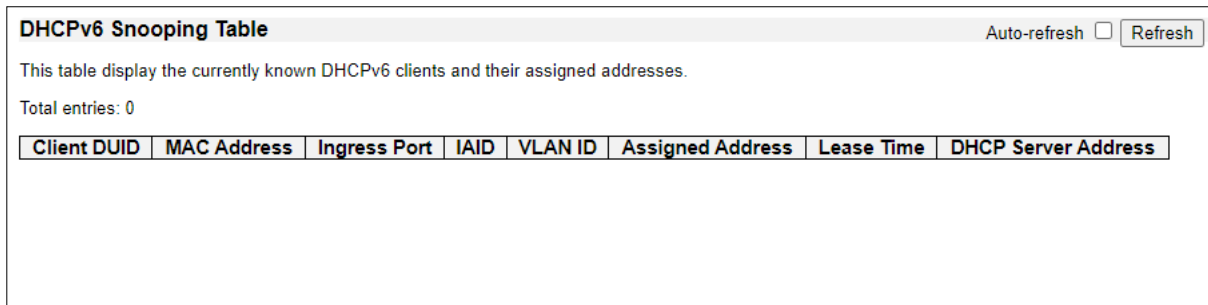 DHCPv6 Snooping Table
Auto-refresh Refresh
This table display the currently known DHCPv6 clients and their assigned addresses.
Total entries: 0
Client DUID MAC Address Ingress Port IAID VLAN ID Assigned Address Lease Time DHCP Server Address